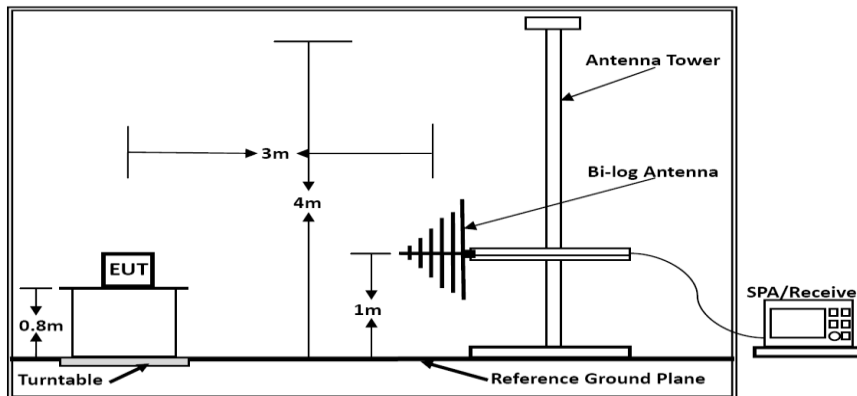 Antenna Tower
3m
Bi-log Antenna
4m
EUT
1m
SPA/Receive
0.8m
Turntable
Reference Ground Plane